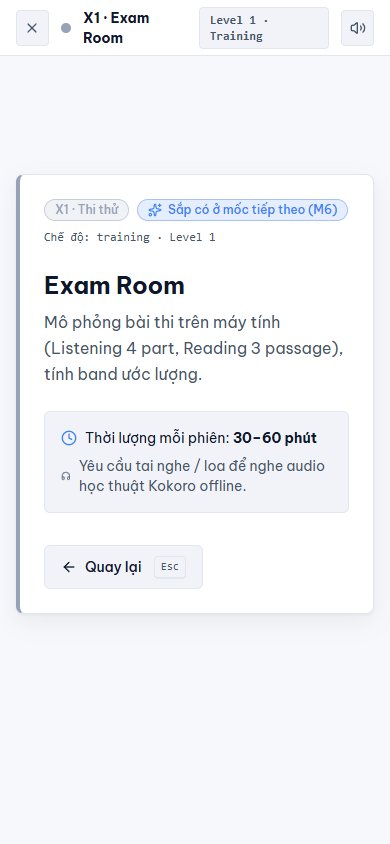 X1 · Exam
Room
Level 1 ·
Training
X1 · Thi thử
Sắp có ở mốc tiếp theo (M6)
Chế độ: training · Level 1
Exam Room
Mô phỏng bài thi trên máy tính
(Listening 4 part, Reading 3 passage),
tính band ước lượng.
Thời lượng mỗi phiên: 30–60 phút
Yêu cầu tai nghe / loa để nghe audio
học thuật Kokoro offline.
Quay lại
Esc